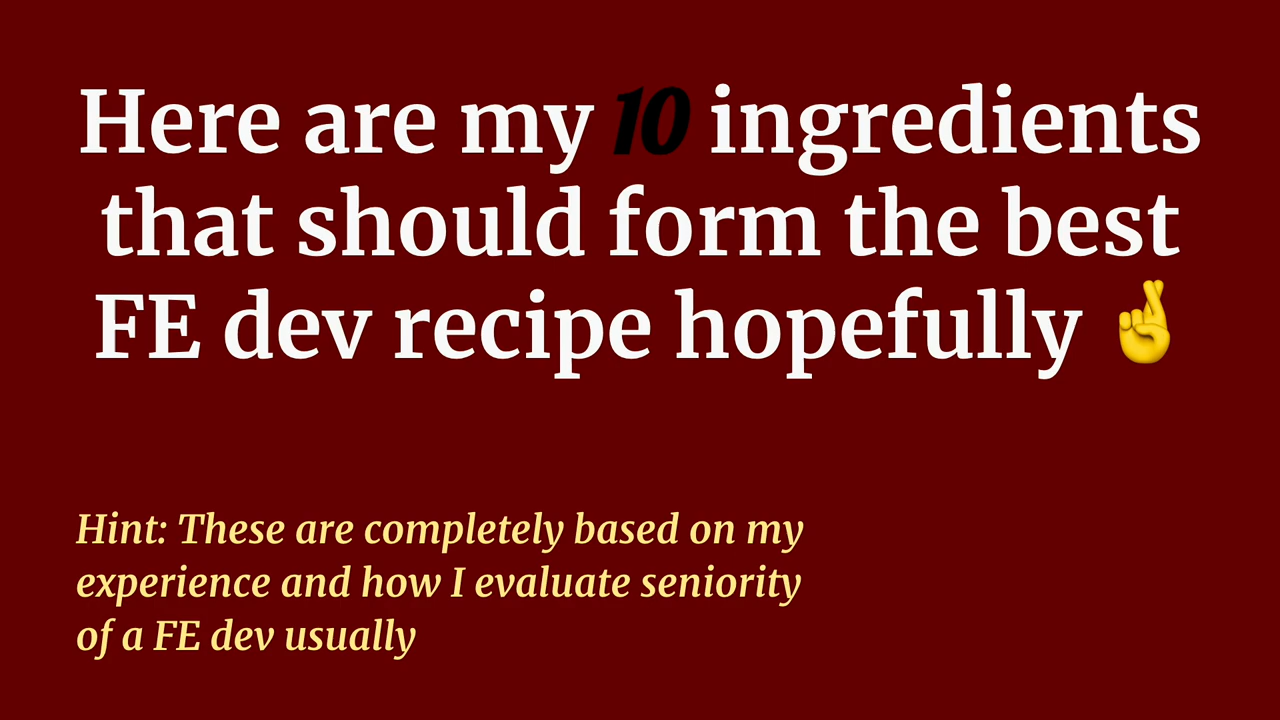 Here are my 10 ingredients
that should form the best
FE dev recipe hopefully 🤞
Hint: These are completely based on my
experience and how I evaluate seniority
of a FE dev usually